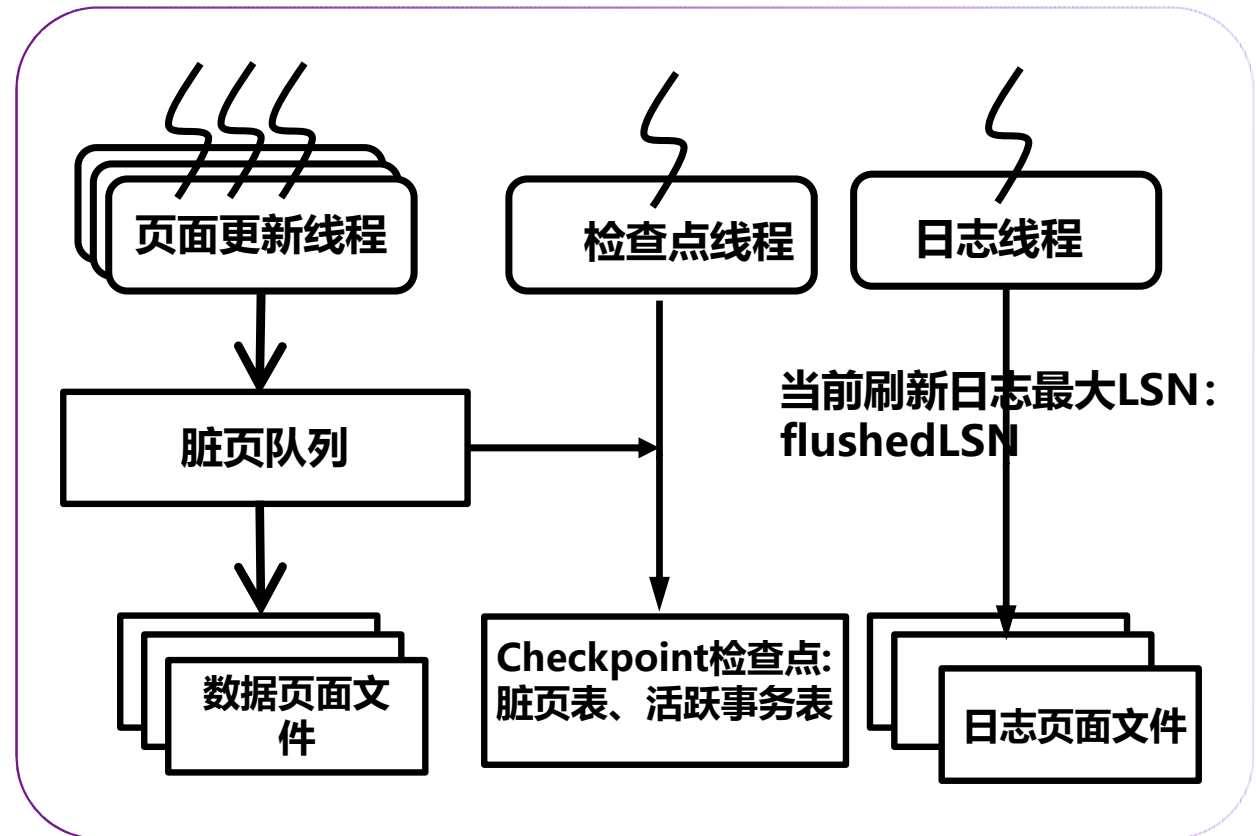 页面更新线程
检查点线程
日志线程
当前刷新日志最大LSN：
flushedLSN
脏页队列
数据页面文
件
Checkpoint检查点:
脏页表、活跃事务表
日志页面文件